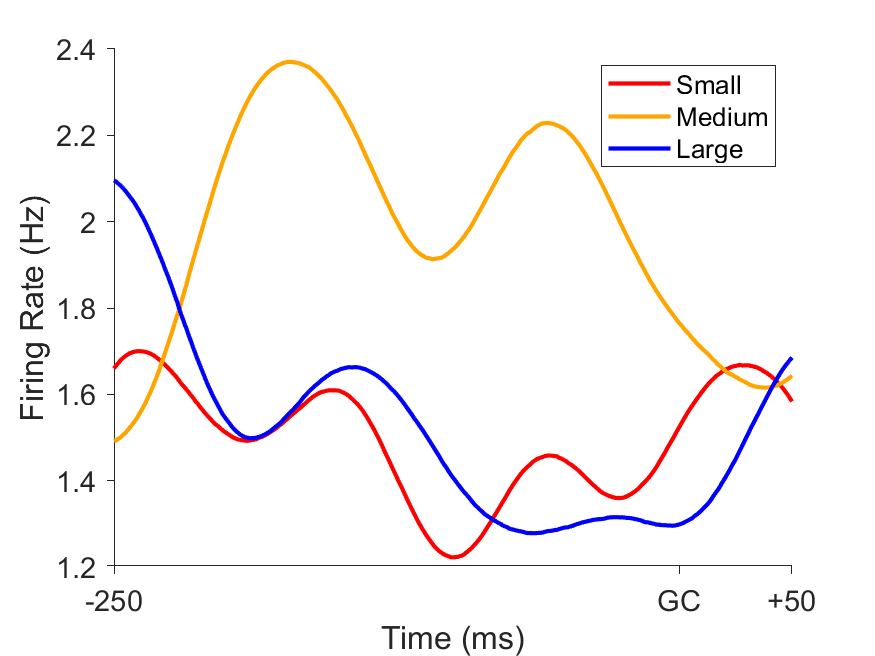 2.4
2.2
2
1.8
1.6
1.4
1.2
Firing Rate (Hz)
Small
Medium
Large
-250
GC
+50
Time (ms)